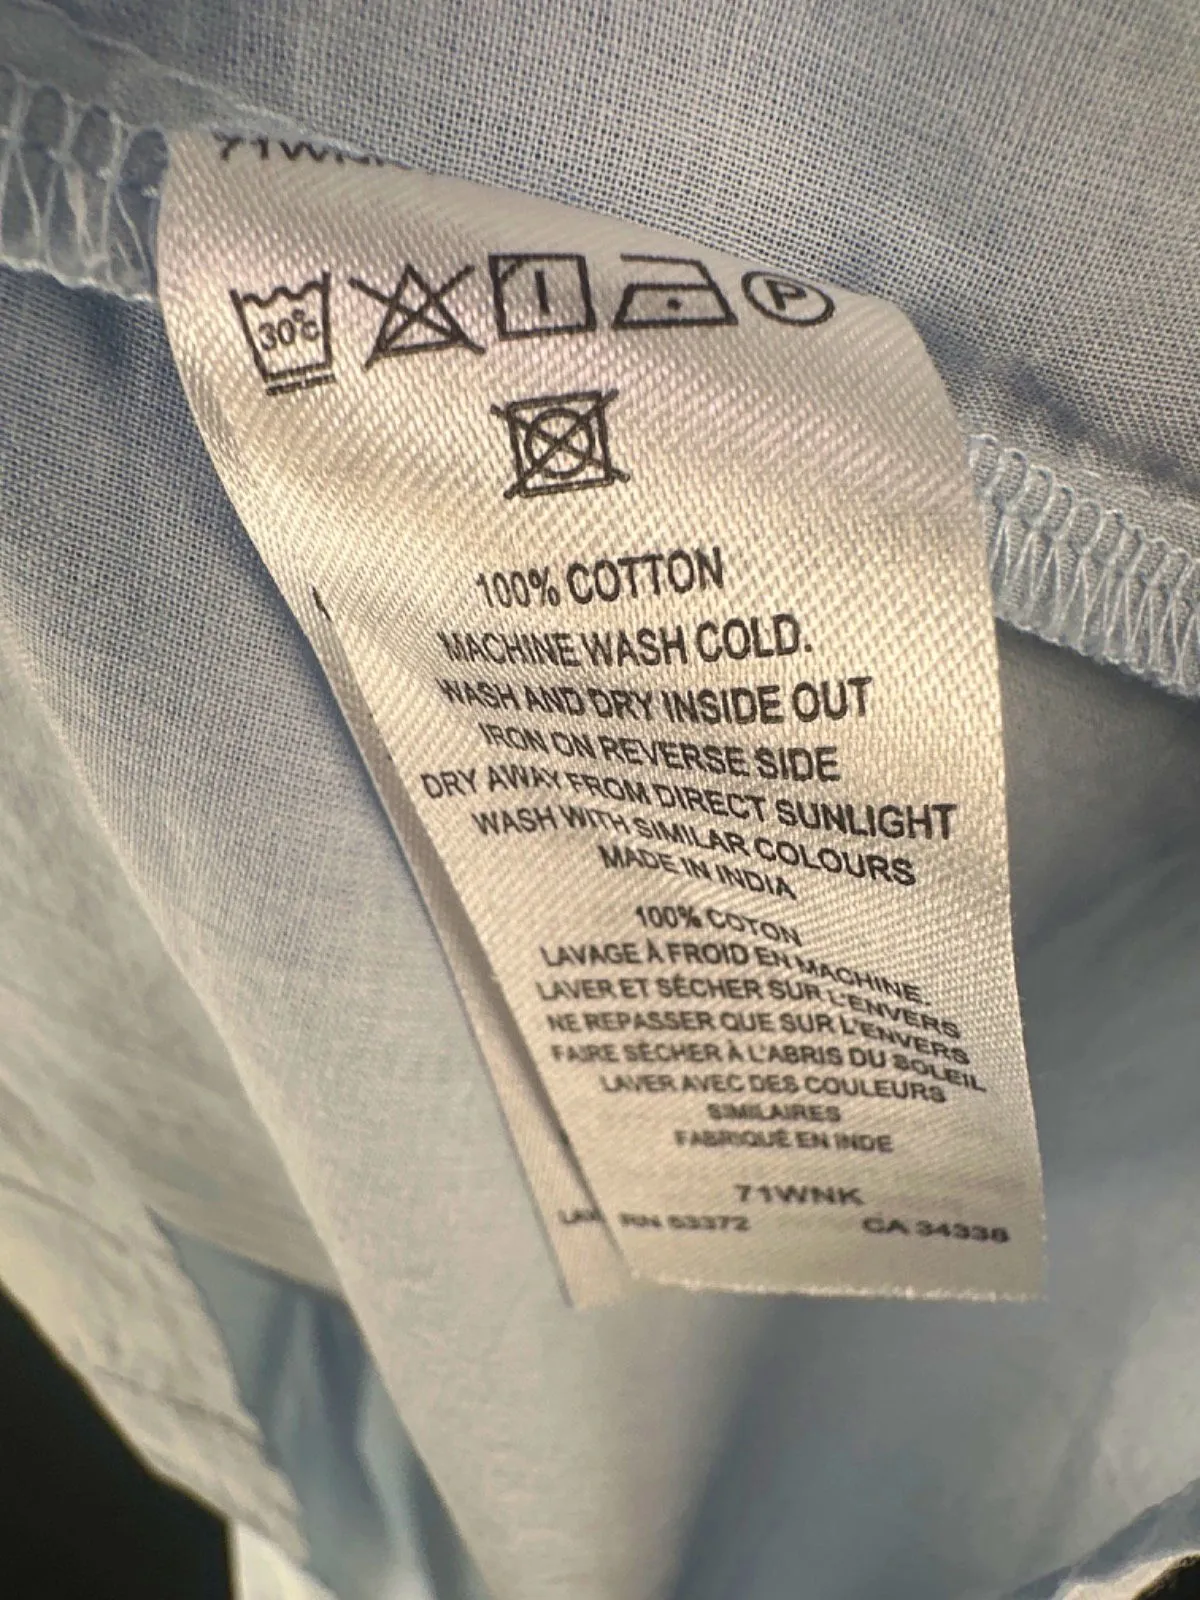 30°C
P
100% COTTON
MACHINE WASH COLD.
WASH AND DRY INSIDE OUT
IRON ON REVERSE SIDE
DRY AWAY FROM DIRECT SUNLIGHT
WASH WITH SIMILAR COLOURS
MADE IN INDIA
100% COTON
LAVAGE À FROID EN MACHINE.
LAVER ET SÉCHER SUR L'ENVERS
NE REPASSER QUE SUR L'ENVERS
FAIRE SÉCHER À L'ABRIS DU SOLEIL
LAVER AVEC DES COULEURS
SIMILAIRES
FABRIQUÉ EN INDE
71WNK
RN 53372 CA 34338